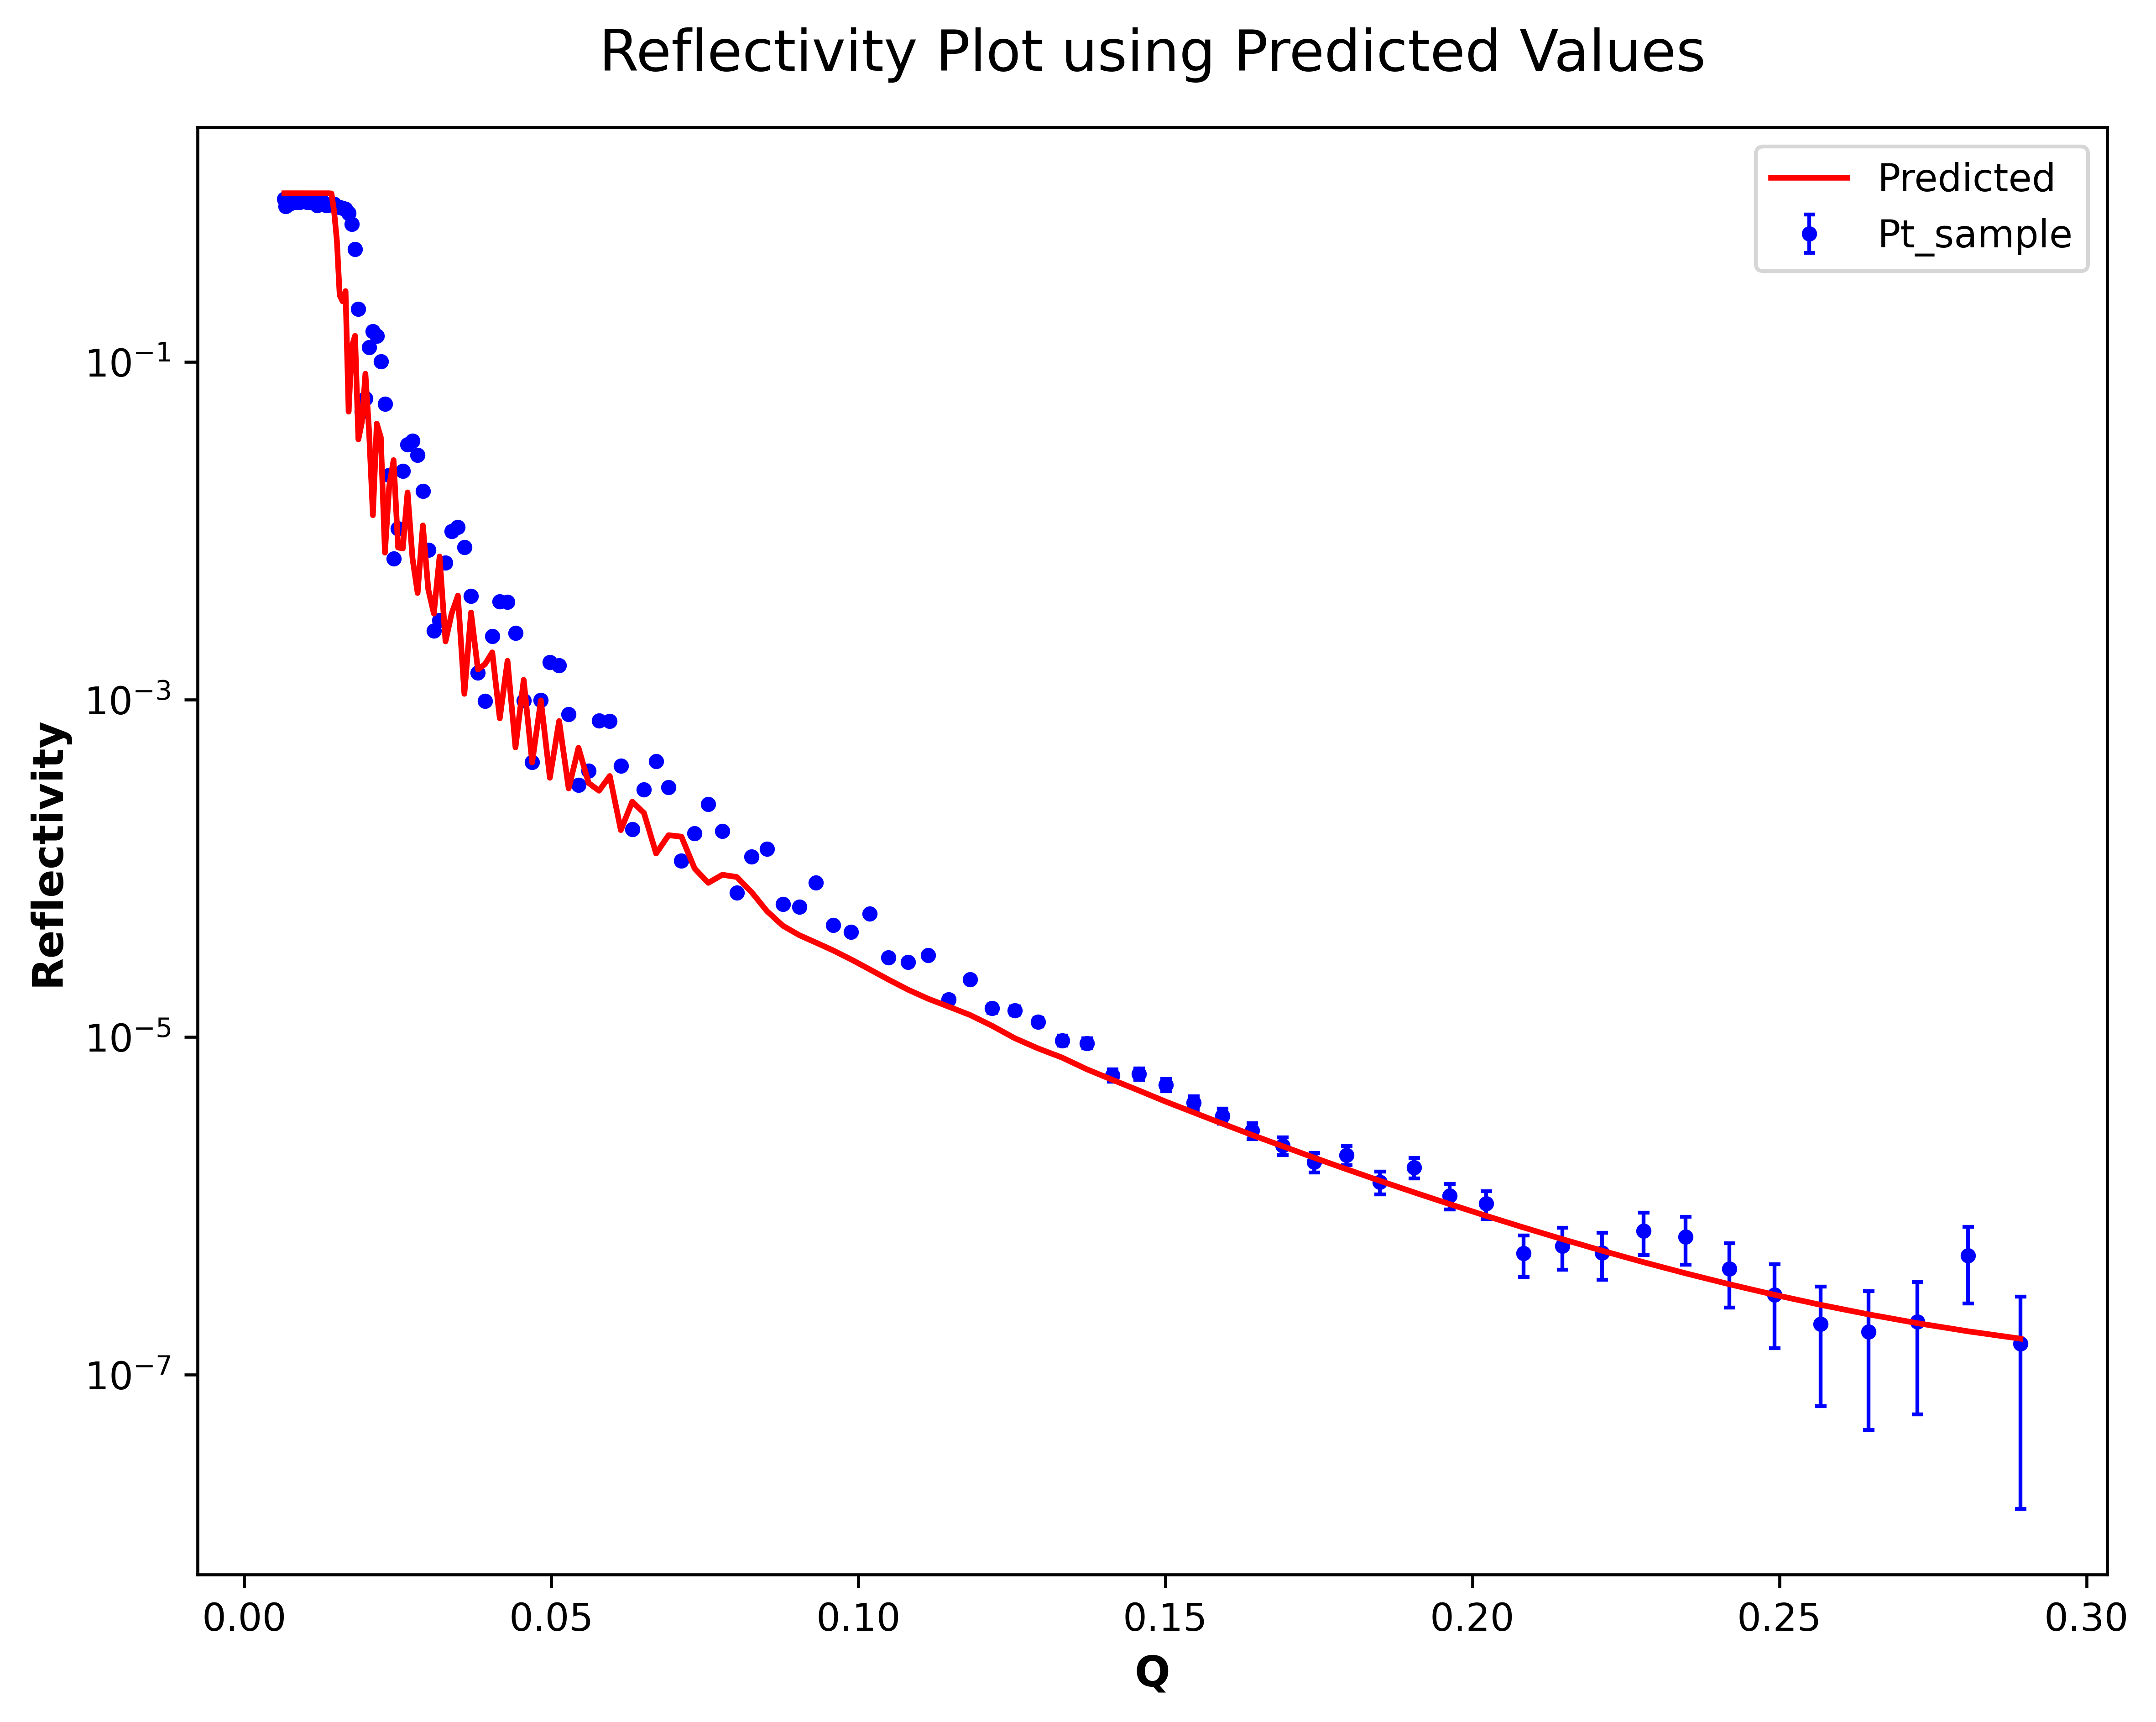 Reflectivity Plot using Predicted Values
Predicted
Pt_sample
10⁻¹
10⁻³
10⁻⁵
10⁻⁷
Reflectivity
0.00 0.05 0.10 0.15 0.20 0.25 0.30
Q